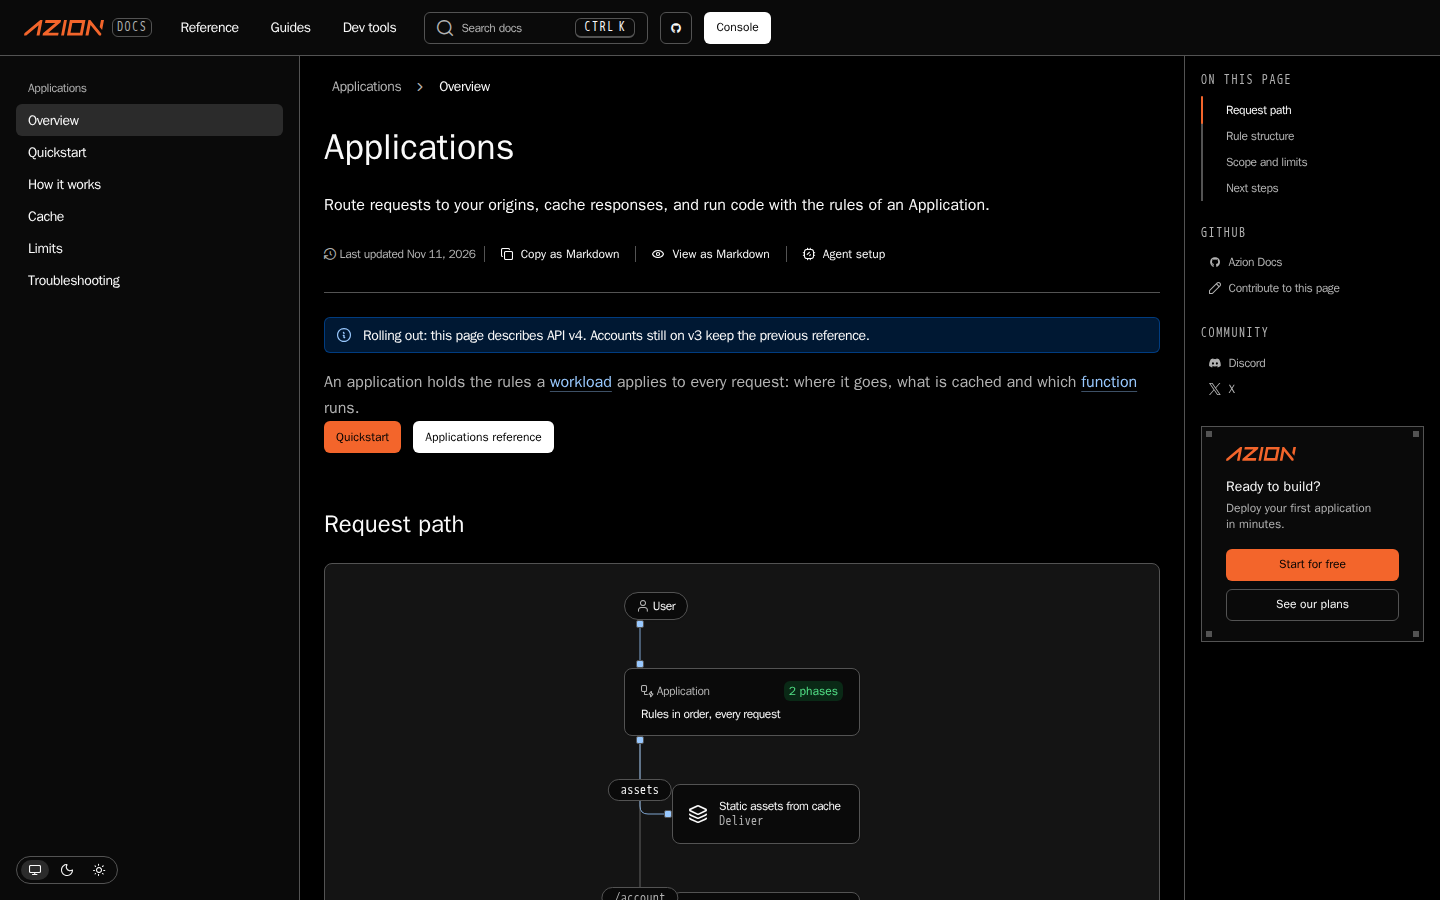 AZION DOCS Reference Guides Dev tools Search docs CTRL K Console
Applications
Overview
Quickstart
How it works
Cache
Limits
Troubleshooting
Applications > Overview
Applications
Route requests to your origins, cache responses, and run code with the rules of an Application.
Last updated Nov 11, 2026 Copy as Markdown View as Markdown Agent setup
Rolling out: this page describes API v4. Accounts still on v3 keep the previous reference.
An application holds the rules a workload applies to every request: where it goes, what is cached and which function
runs.
Quickstart Applications reference
Request path
User
Application 2 phases
Rules in order, every request
assets
Static assets from cache
Deliver
/account
ON THIS PAGE
Request path
Rule structure
Scope and limits
Next steps
GITHUB
Azion Docs
Contribute to this page
COMMUNITY
Discord
X
AZION
Ready to build?
Deploy your first application
in minutes.
Start for free
See our plans